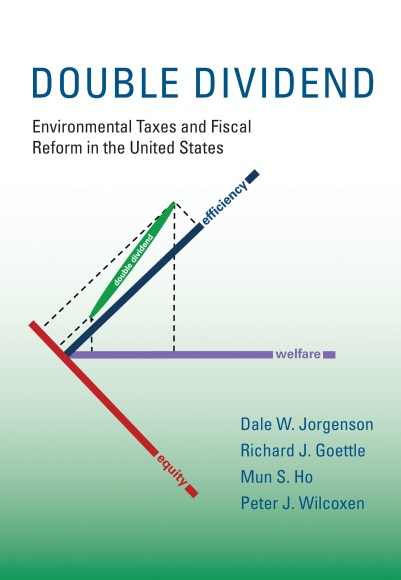 DOUBLE DIVIDEND
Environmental Taxes and Fiscal
Reform in the United States
efficiency
double dividend
welfare
equity
Dale W. Jorgenson
Richard J. Goettle
Mun S. Ho
Peter J. Wilcoxen